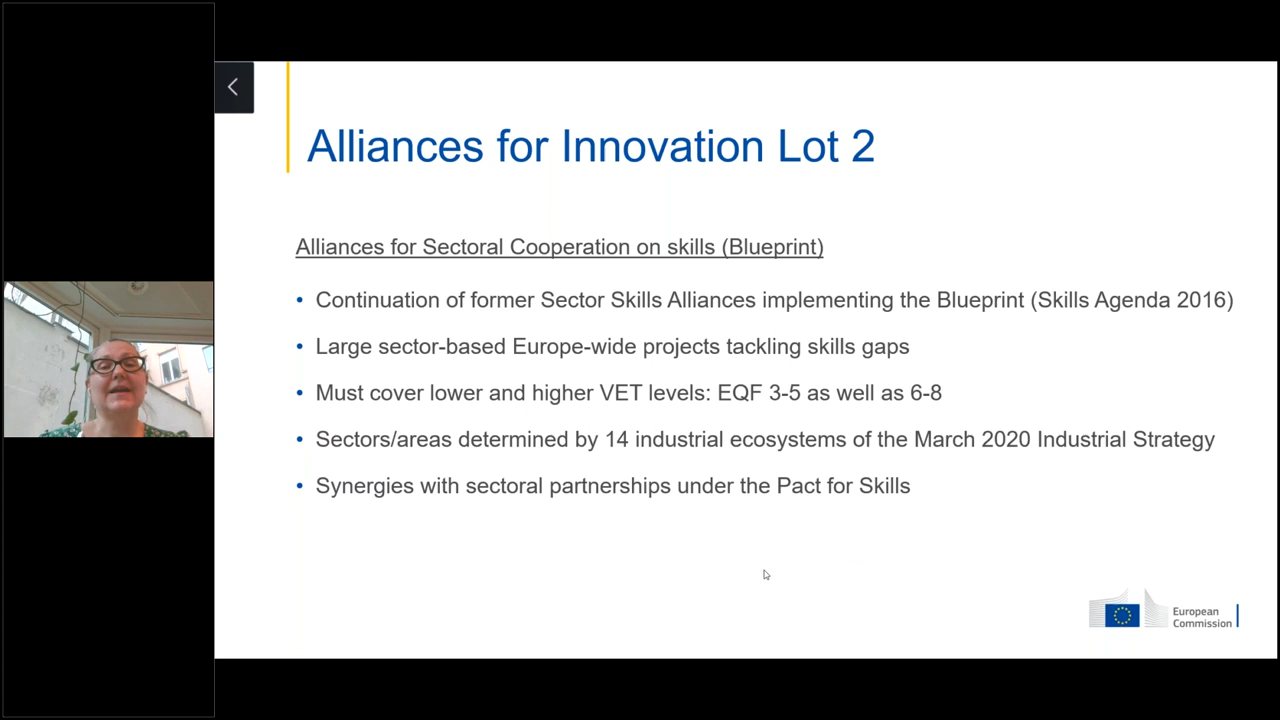 Alliances for Innovation Lot 2
Alliances for Sectoral Cooperation on skills (Blueprint)
• Continuation of former Sector Skills Alliances implementing the Blueprint (Skills Agenda 2016)
• Large sector-based Europe-wide projects tackling skills gaps
• Must cover lower and higher VET levels: EQF 3-5 as well as 6-8
• Sectors/areas determined by 14 industrial ecosystems of the March 2020 Industrial Strategy
• Synergies with sectoral partnerships under the Pact for Skills
European
Commission